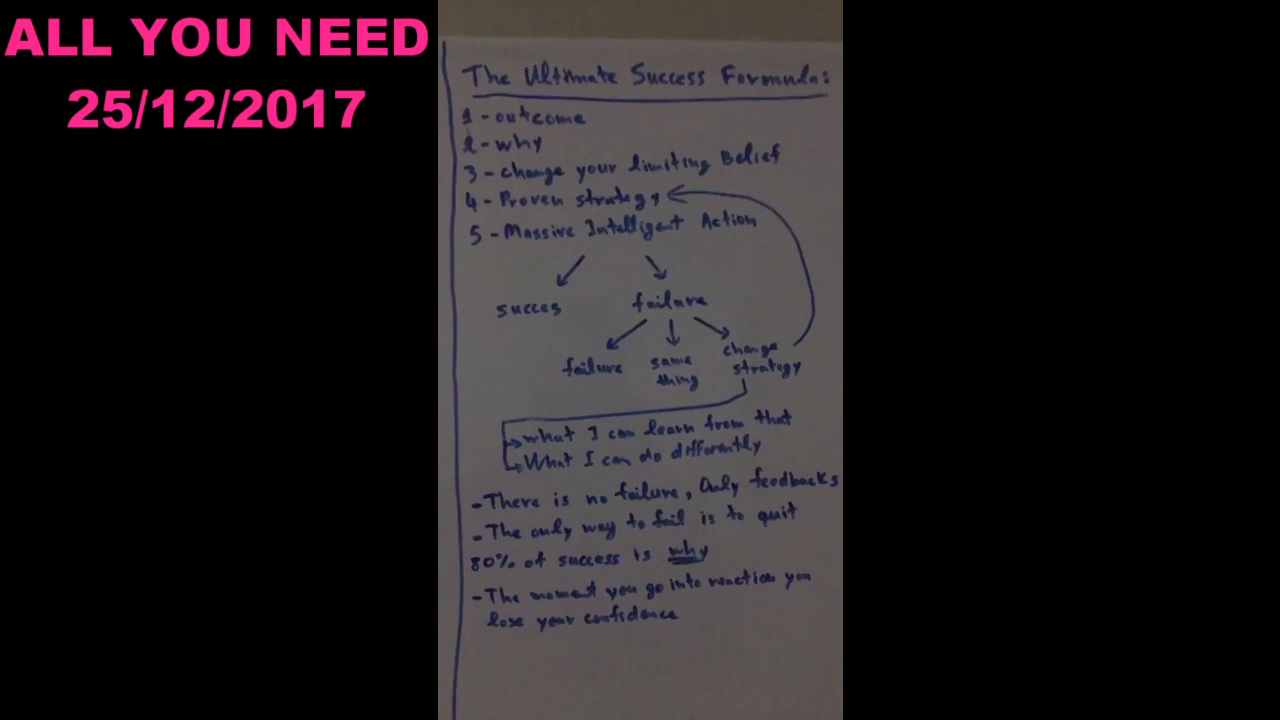 ALL YOU NEED
25/12/2017
The Ultimate Success Formula:
1 - outcome
2 - why
3 - change your limiting Belief
4 - Proven strategy
5 - Massive Intelligent Action
succes
failure
failure
same
thing
change
strategy
what I can learn from that
What I can do differently
- There is no failure, Only feedbacks
- The only way to fail is to quit
80% of success is why
- The moment you go into reaction you
lose your confidence